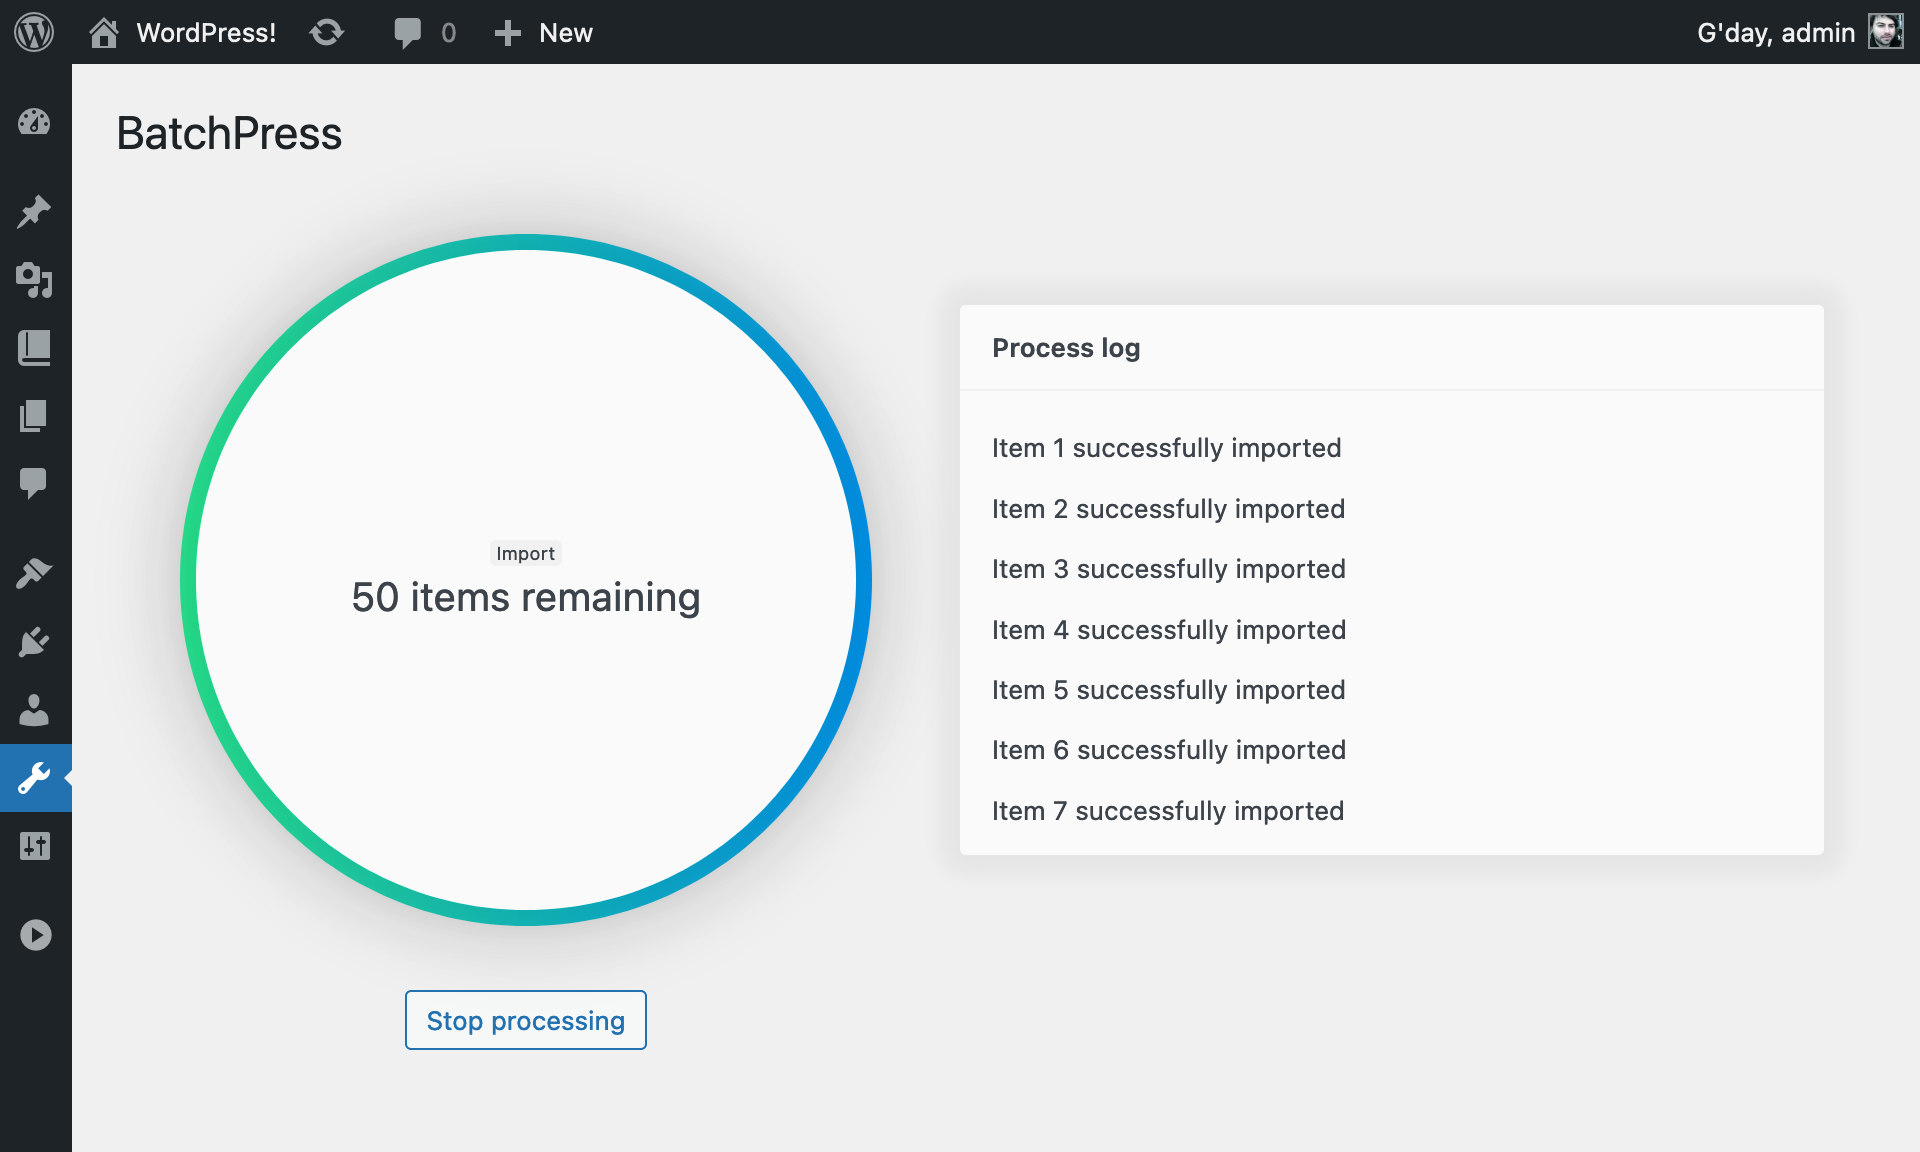 WordPress!
0
New
G'day, admin
BatchPress
Import
50 items remaining
Stop processing
Process log
Item 1 successfully imported
Item 2 successfully imported
Item 3 successfully imported
Item 4 successfully imported
Item 5 successfully imported
Item 6 successfully imported
Item 7 successfully imported